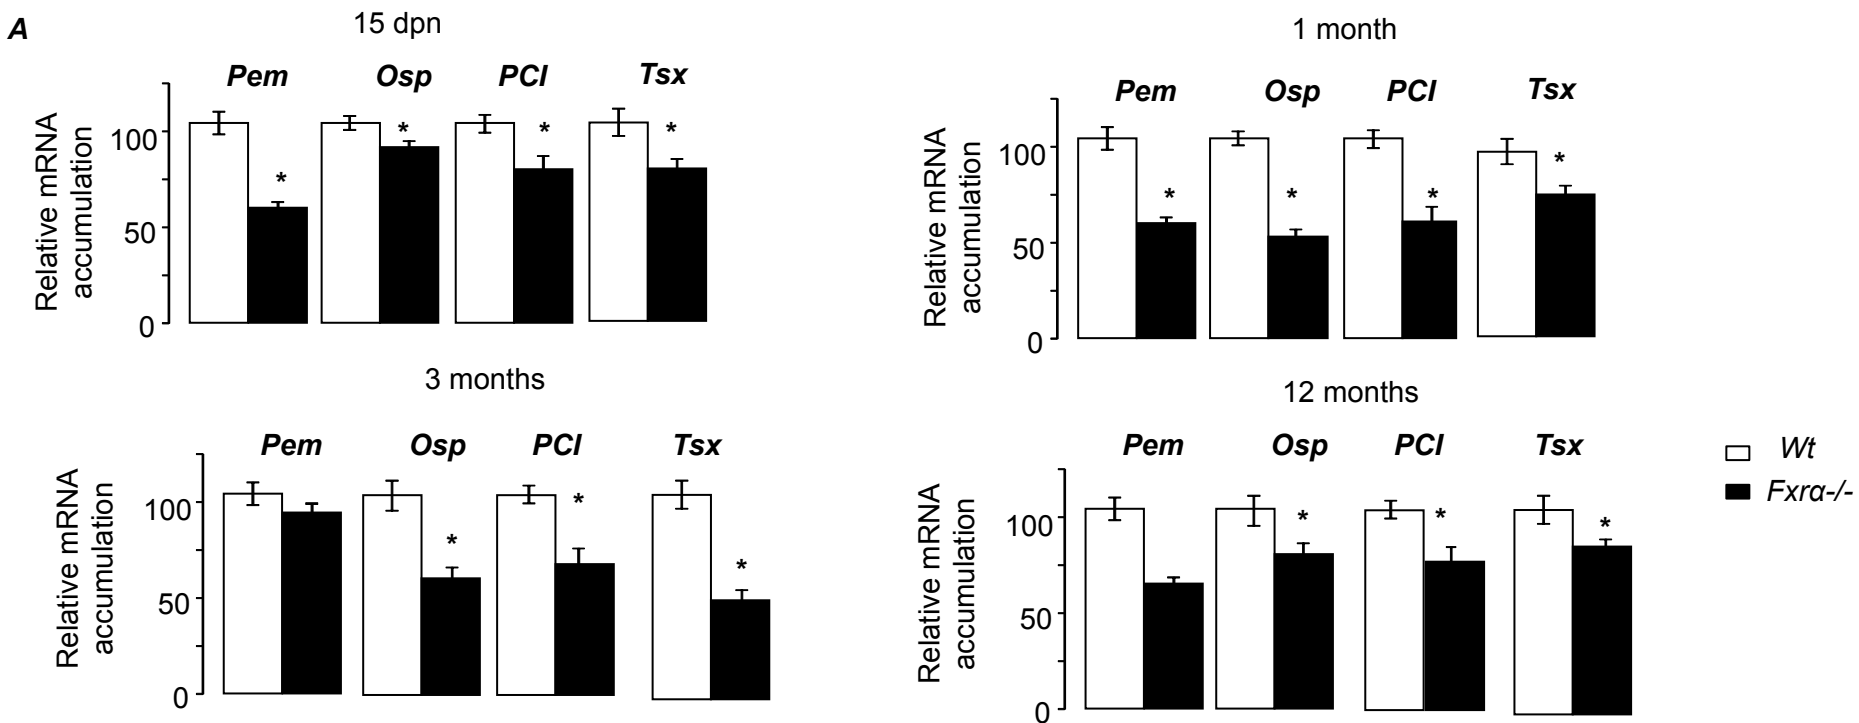 A
15 dpn
Pem Osp PCI Tsx
Relative mRNA
accumulation
100
50
0
*
*
*
*
1 month
Pem Osp PCI Tsx
Relative mRNA
accumulation
100
50
0
*
*
*
*
3 months
Pem Osp PCI Tsx
Relative mRNA
accumulation
100
50
0
*
*
*
12 months
Pem Osp PCI Tsx
Relative mRNA
accumulation
100
50
0
*
*
*
Wt
Fxrα-/-